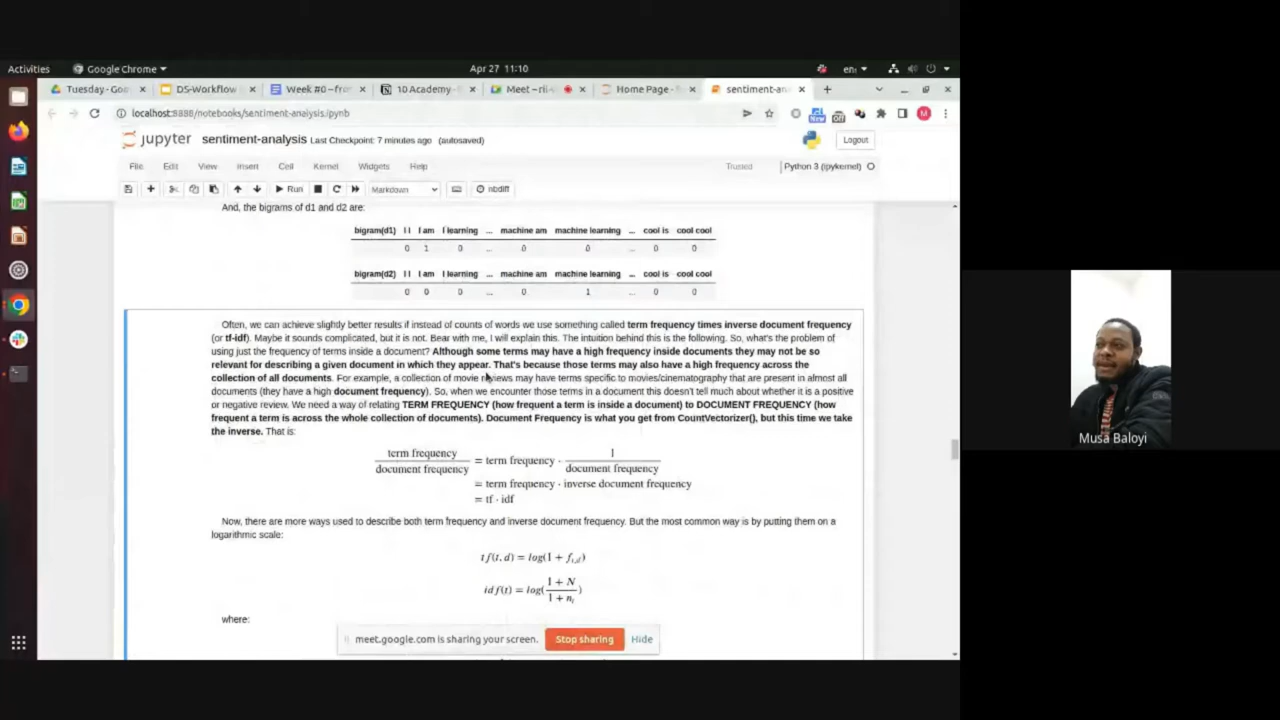 Activities Google Chrome Apr 27 11:10 en
Tuesday - Goo DS-Workflow Week #0 – fro 10 Academy - Meet – rii- Home Page - sentiment-an
localhost:8888/notebooks/sentiment-analysis.ipynb New Off M
jupyter sentiment-analysis Last Checkpoint: 7 minutes ago (autosaved) Logout
File Edit View Insert Cell Kernel Widgets Help Trusted Python 3 (ipykernel)
Run Markdown nbdiff
And, the bigrams of d1 and d2 are:
bigram(d1) I I I am I learning ... machine am machine learning ... cool is cool cool
0 1 0 ... 0 0 ... 0 0
bigram(d2) I I I am I learning ... machine am machine learning ... cool is cool cool
0 0 0 ... 0 1 ... 0 0
Often, we can achieve slightly better results if instead of counts of words we use something called term frequency times inverse document frequency
(or tf-idf). Maybe it sounds complicated, but it is not. Bear with me, I will explain this. The intuition behind this is the following. So, what's the problem of
using just the frequency of terms inside a document? Although some terms may have a high frequency inside documents they may not be so
relevant for describing a given document in which they appear. That's because those terms may also have a high frequency across the
collection of all documents. For example, a collection of movie reviews may have terms specific to movies/cinematography that are present in almost all
documents (they have a high document frequency). So, when we encounter those terms in a document this doesn't tell much about whether it is a positive
or negative review. We need a way of relating TERM FREQUENCY (how frequent a term is inside a document) to DOCUMENT FREQUENCY (how
frequent a term is across the whole collection of documents). Document Frequency is what you get from CountVectorizer(), but this time we take
the inverse. That is:
term frequency / document frequency = term frequency · 1 / document frequency
= term frequency · inverse document frequency
= tf · idf
Now, there are more ways used to describe both term frequency and inverse document frequency. But the most common way is by putting them on a
logarithmic scale:
tf(t, d) = log(1 + f_{t,d})
idf(t) = log(1 + N / 1 + n_t)
where:
meet.google.com is sharing your screen. Stop sharing Hide
Musa Baloyi